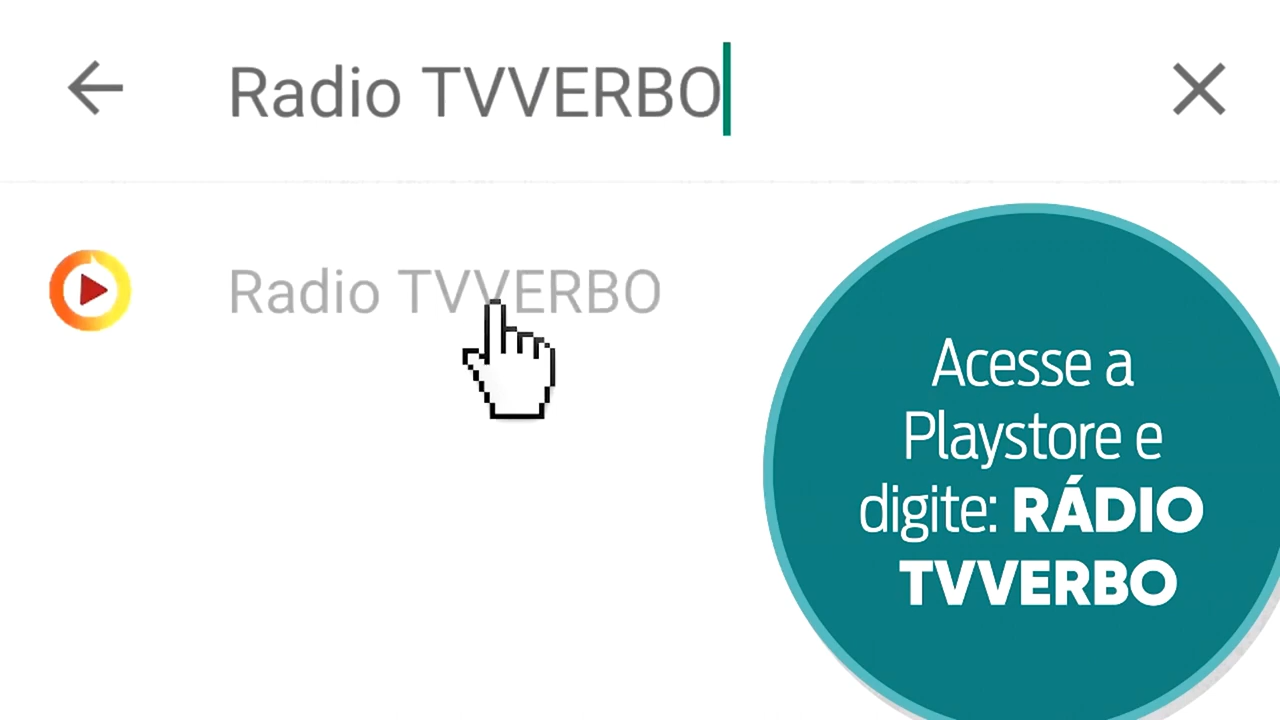 Radio TVVERBO
Radio TVVERBO
Acesse a
Playstore e
digite: RÁDIO
TVVERBO